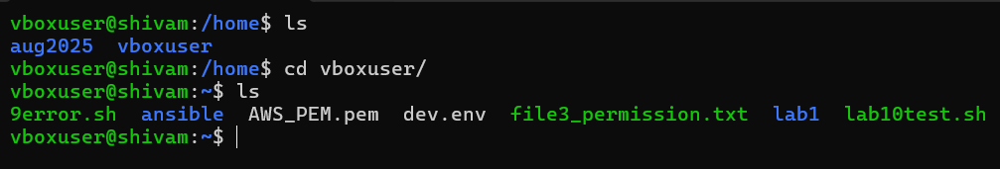 vboxuser@shivam:/home$ ls
aug2025  vboxuser
vboxuser@shivam:/home$ cd vboxuser/
vboxuser@shivam:~$ ls
9error.sh  ansible  AWS_PEM.pem  dev.env  file3_permission.txt  lab1  lab10test.sh
vboxuser@shivam:~$